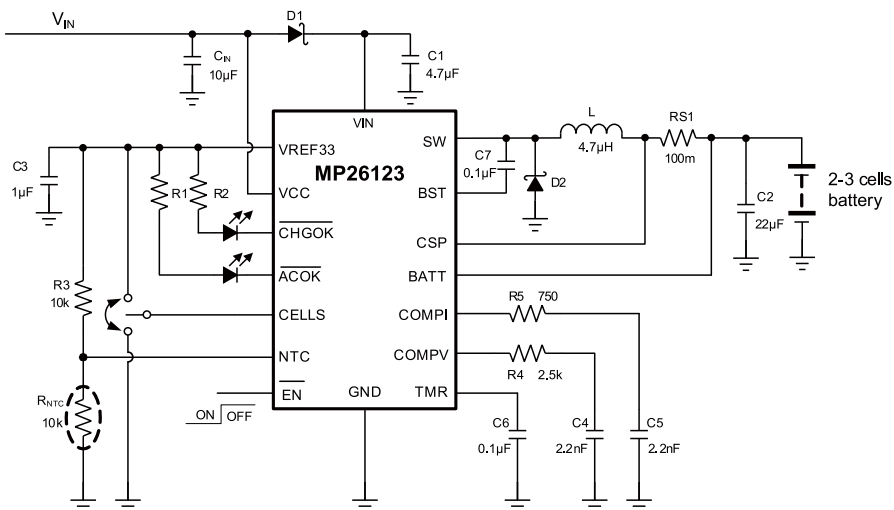 VIN
D1
CIN
10µF
C1
4.7µF
VIN
MP26123
VREF33
VCC
CHGOK
ACOK
CELLS
NTC
EN
GND
SW
BST
CSP
BATT
COMPI
COMPV
TMR
C3
1µF
R1
R2
R3
10k
RNTC
10k
ON
OFF
C7
0.1µF
D2
L
4.7µH
RS1
100m
C2
22µF
2-3 cells
battery
R5 750
R4 2.5k
C6
0.1µF
C4
2.2nF
C5
2.2nF